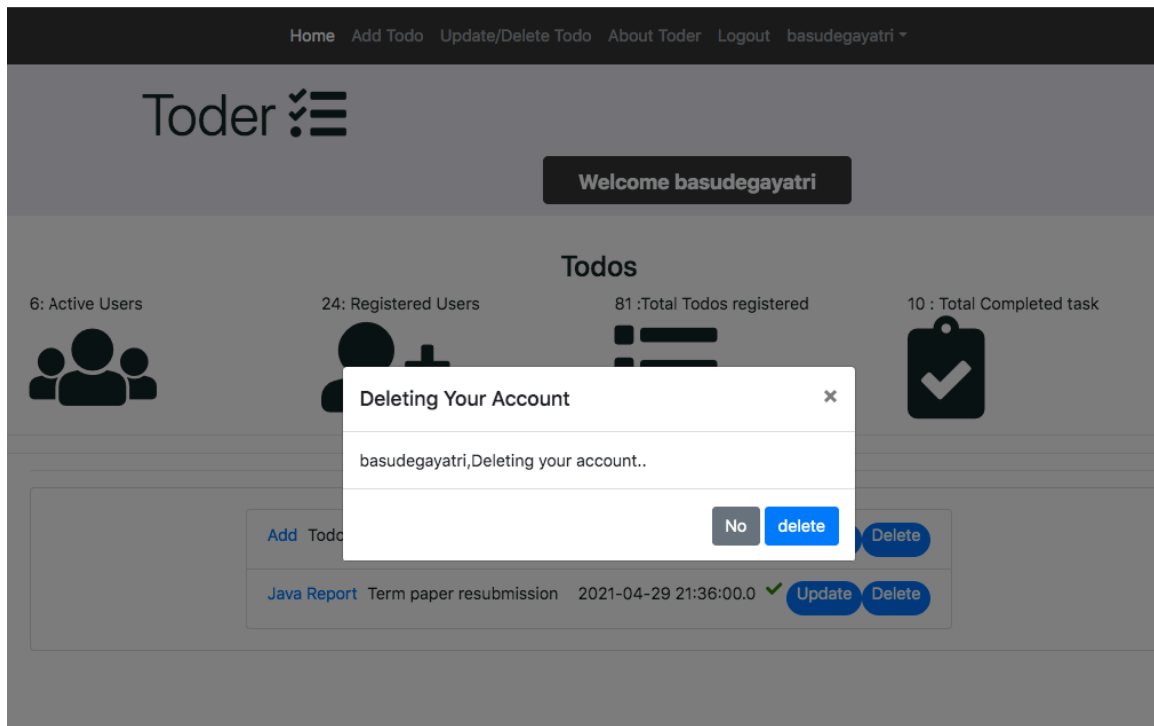 Home Add Todo Update/Delete Todo About Toder Logout basudegayatri
Toder
Welcome basudegayatri
Todos
6: Active Users 24: Registered Users 81 :Total Todos registered 10 : Total Completed task
Deleting Your Account ×
basudegayatri,Deleting your account..
No delete
Add Todo Delete
Java Report Term paper resubmission 2021-04-29 21:36:00.0 Update Delete